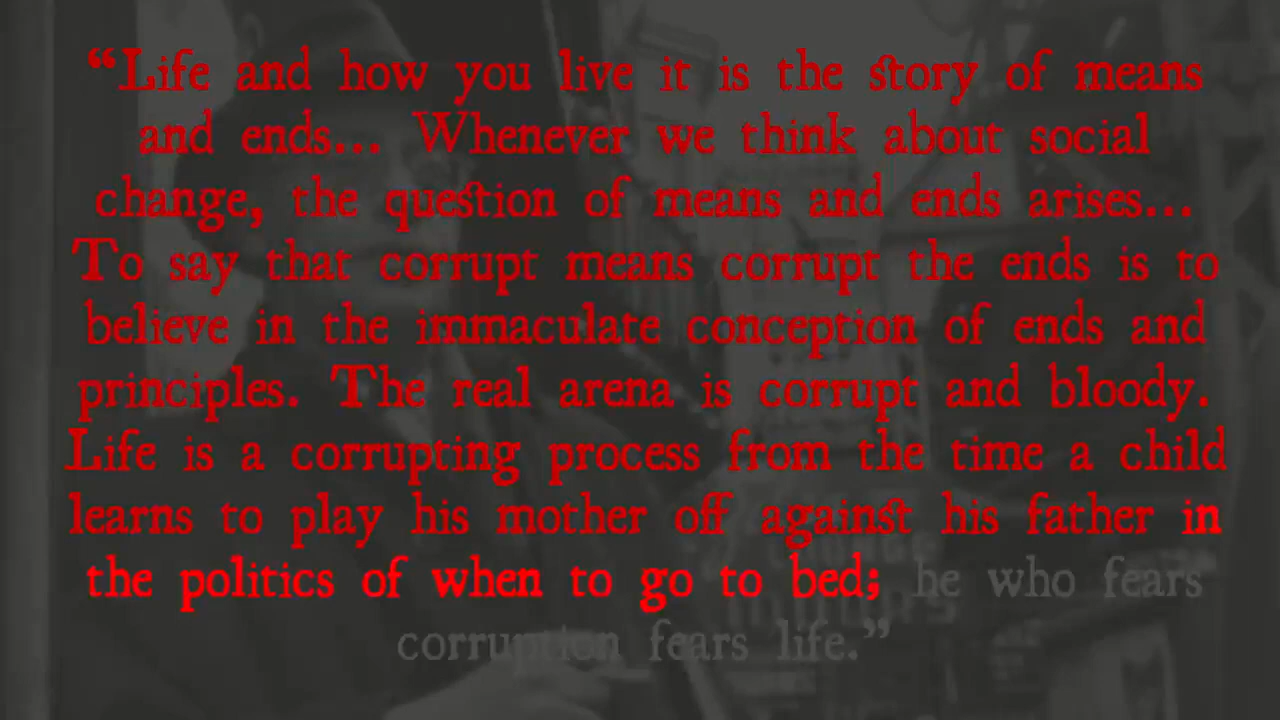 “Life and how you live it is the story of means
and ends... Whenever we think about social
change, the question of means and ends arises...
To say that corrupt means corrupt the ends is to
believe in the immaculate conception of ends and
principles. The real arena is corrupt and bloody.
Life is a corrupting process from the time a child
learns to play his mother off against his father in
the politics of when to go to bed; he who fears
corruption fears life.”